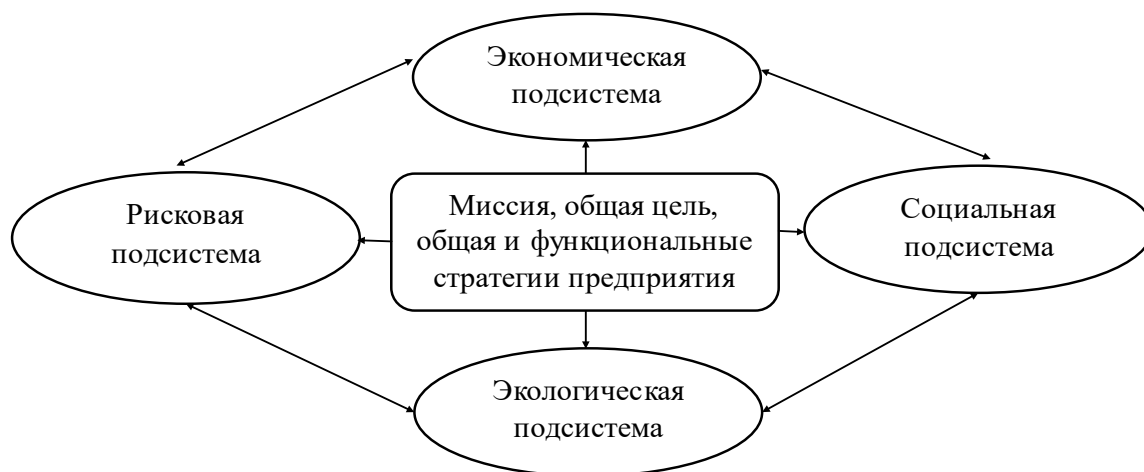 Экономическая
подсистема
Рисковая
подсистема
Миссия, общая цель,
общая и функциональные
стратегии предприятия
Социальная
подсистема
Экологическая
подсистема